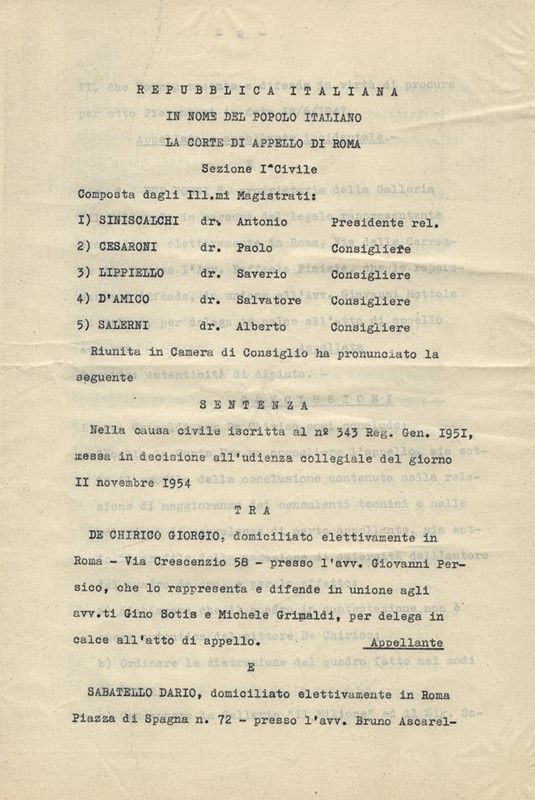 - 2 -
R E P U B B L I C A   I T A L I A N A
IN NOME DEL POPOLO ITALIANO
LA CORTE DI APPELLO DI ROMA
Sezione I^Civile
Composta dagli Ill.mi Magistrati:
I) SINISCALCHI dr. Antonio Presidente rel.
2) CESARONI dr. Paolo Consigliere
3) LIPPIELLO dr. Saverio Consigliere
4) D'AMICO dr. Salvatore Consigliere
5) SALERNI dr. Alberto Consigliere
Riunita in Camera di Consiglio ha pronunciato la
seguente
S E N T E N Z A
Nella causa civile iscritta al nº 343 Reg. Gen. I95I,
messa in decisione all'udienza collegiale del giorno
II novembre I954
T R A
DE CHIRICO GIORGIO, domiciliato elettivamente in
Roma - Via Crescenzio 58 - presso l'avv. Giovanni Per-
sico, che lo rappresenta e difende in unione agli
avv.ti Gino Sotis e Michele Grimaldi, per delega in
calce all'atto di appello. Appellante
E
SABATELLO DARIO, domiciliato elettivamente in Roma
Piazza di Spagna n. 72 - presso l'avv. Bruno Ascarel-